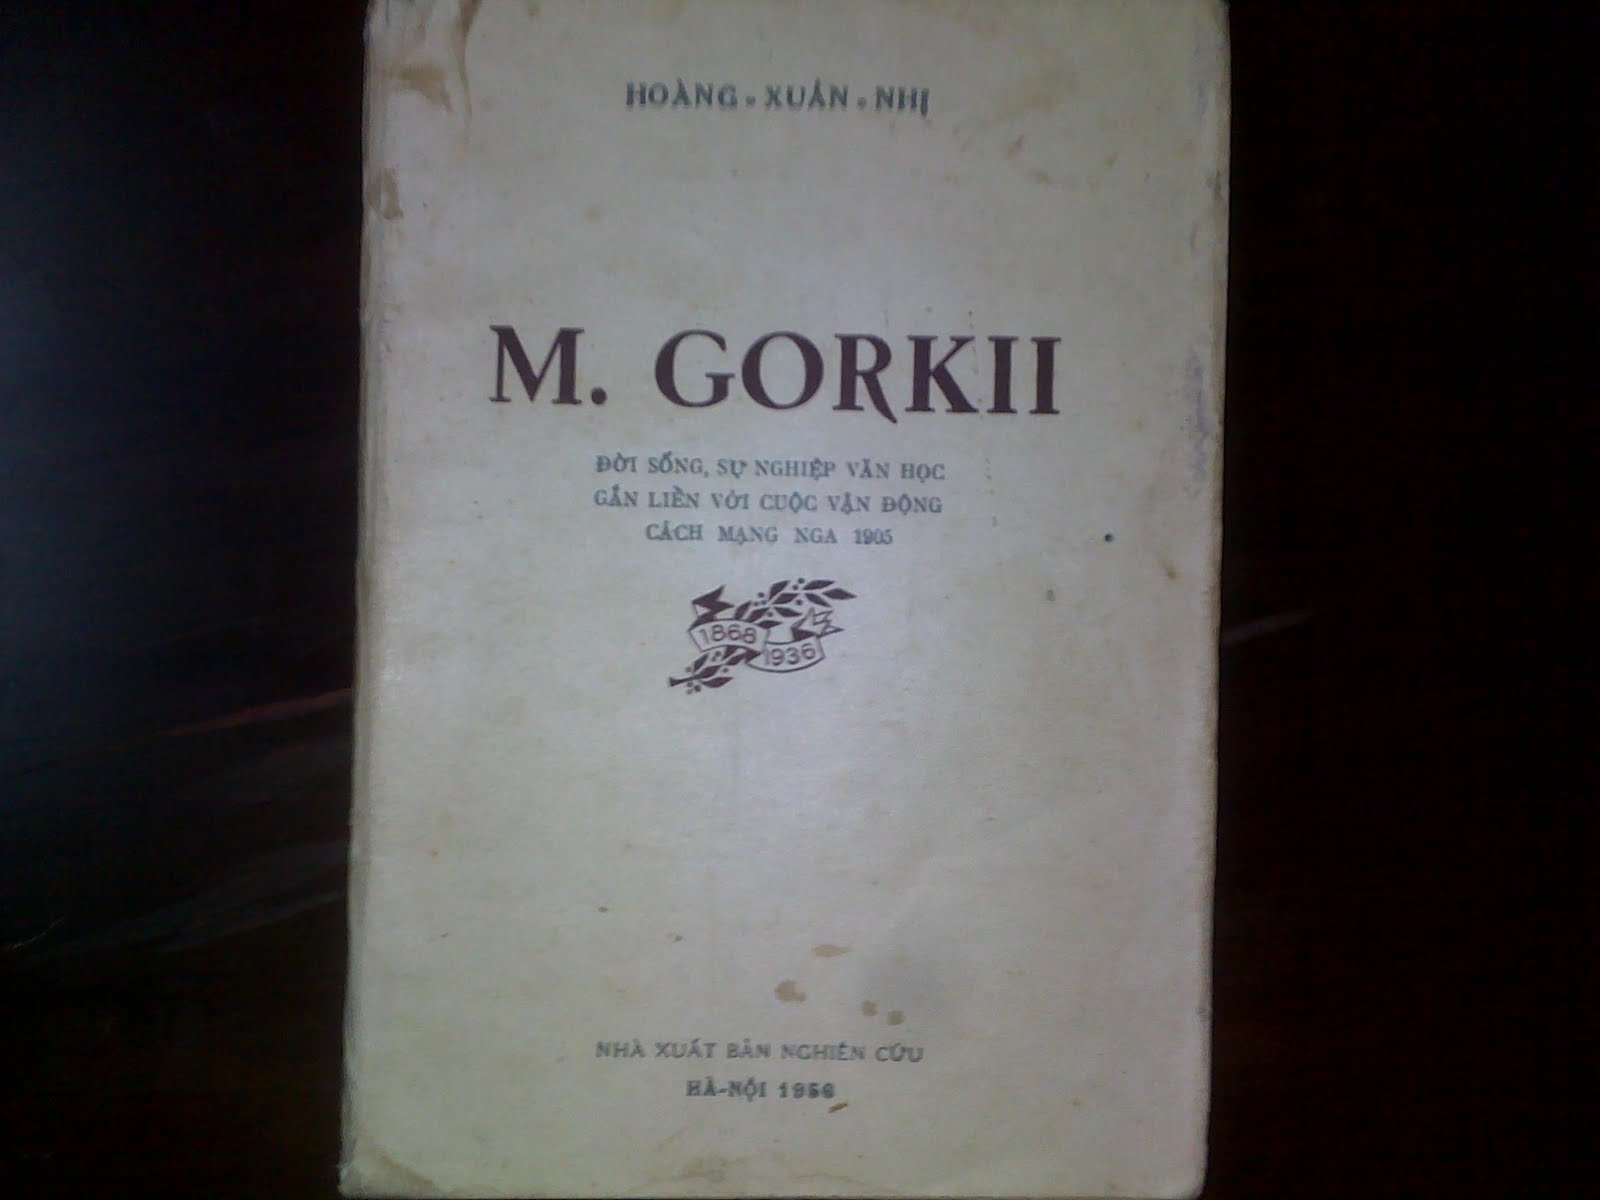 HOÀNG - XUÂN - NHỊ
M. GORKII
ĐỜI SỐNG, SỰ NGHIỆP VĂN HỌC
GẮN LIỀN VỚI CUỘC VẬN ĐỘNG
CÁCH MẠNG NGA 1905
1868
1936
NHÀ XUẤT BẢN NGHIÊN CỨU
HÀ-NỘI 1956